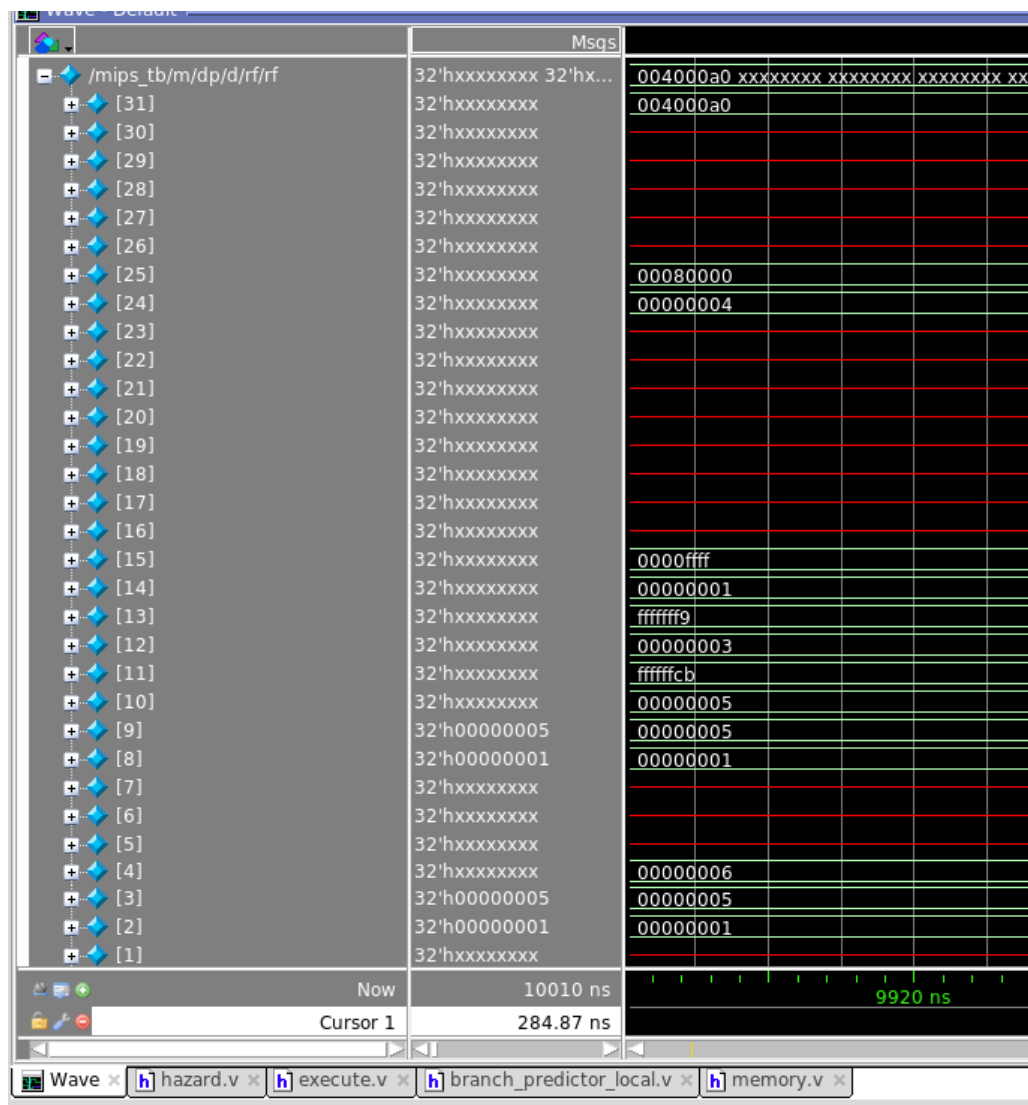 Wave - Default
Msgs
/mips_tb/m/dp/d/rf/rf 32'hxxxxxxxx 32'hx... 004000a0 xxxxxxxx xxxxxxxx xxxxxxxx xx
[31] 32'hxxxxxxxx 004000a0
[30] 32'hxxxxxxxx
[29] 32'hxxxxxxxx
[28] 32'hxxxxxxxx
[27] 32'hxxxxxxxx
[26] 32'hxxxxxxxx
[25] 32'hxxxxxxxx 00080000
[24] 32'hxxxxxxxx 00000004
[23] 32'hxxxxxxxx
[22] 32'hxxxxxxxx
[21] 32'hxxxxxxxx
[20] 32'hxxxxxxxx
[19] 32'hxxxxxxxx
[18] 32'hxxxxxxxx
[17] 32'hxxxxxxxx
[16] 32'hxxxxxxxx
[15] 32'hxxxxxxxx 0000ffff
[14] 32'hxxxxxxxx 00000001
[13] 32'hxxxxxxxx fffffff9
[12] 32'hxxxxxxxx 00000003
[11] 32'hxxxxxxxx ffffffcb
[10] 32'hxxxxxxxx 00000005
[9] 32'h00000005 00000005
[8] 32'h00000001 00000001
[7] 32'hxxxxxxxx
[6] 32'hxxxxxxxx
[5] 32'hxxxxxxxx
[4] 32'hxxxxxxxx 00000006
[3] 32'h00000005 00000005
[2] 32'h00000001 00000001
[1] 32'hxxxxxxxx
Now 10010 ns 9920 ns
Cursor 1 284.87 ns
Wave hazard.v execute.v branch_predictor_local.v memory.v